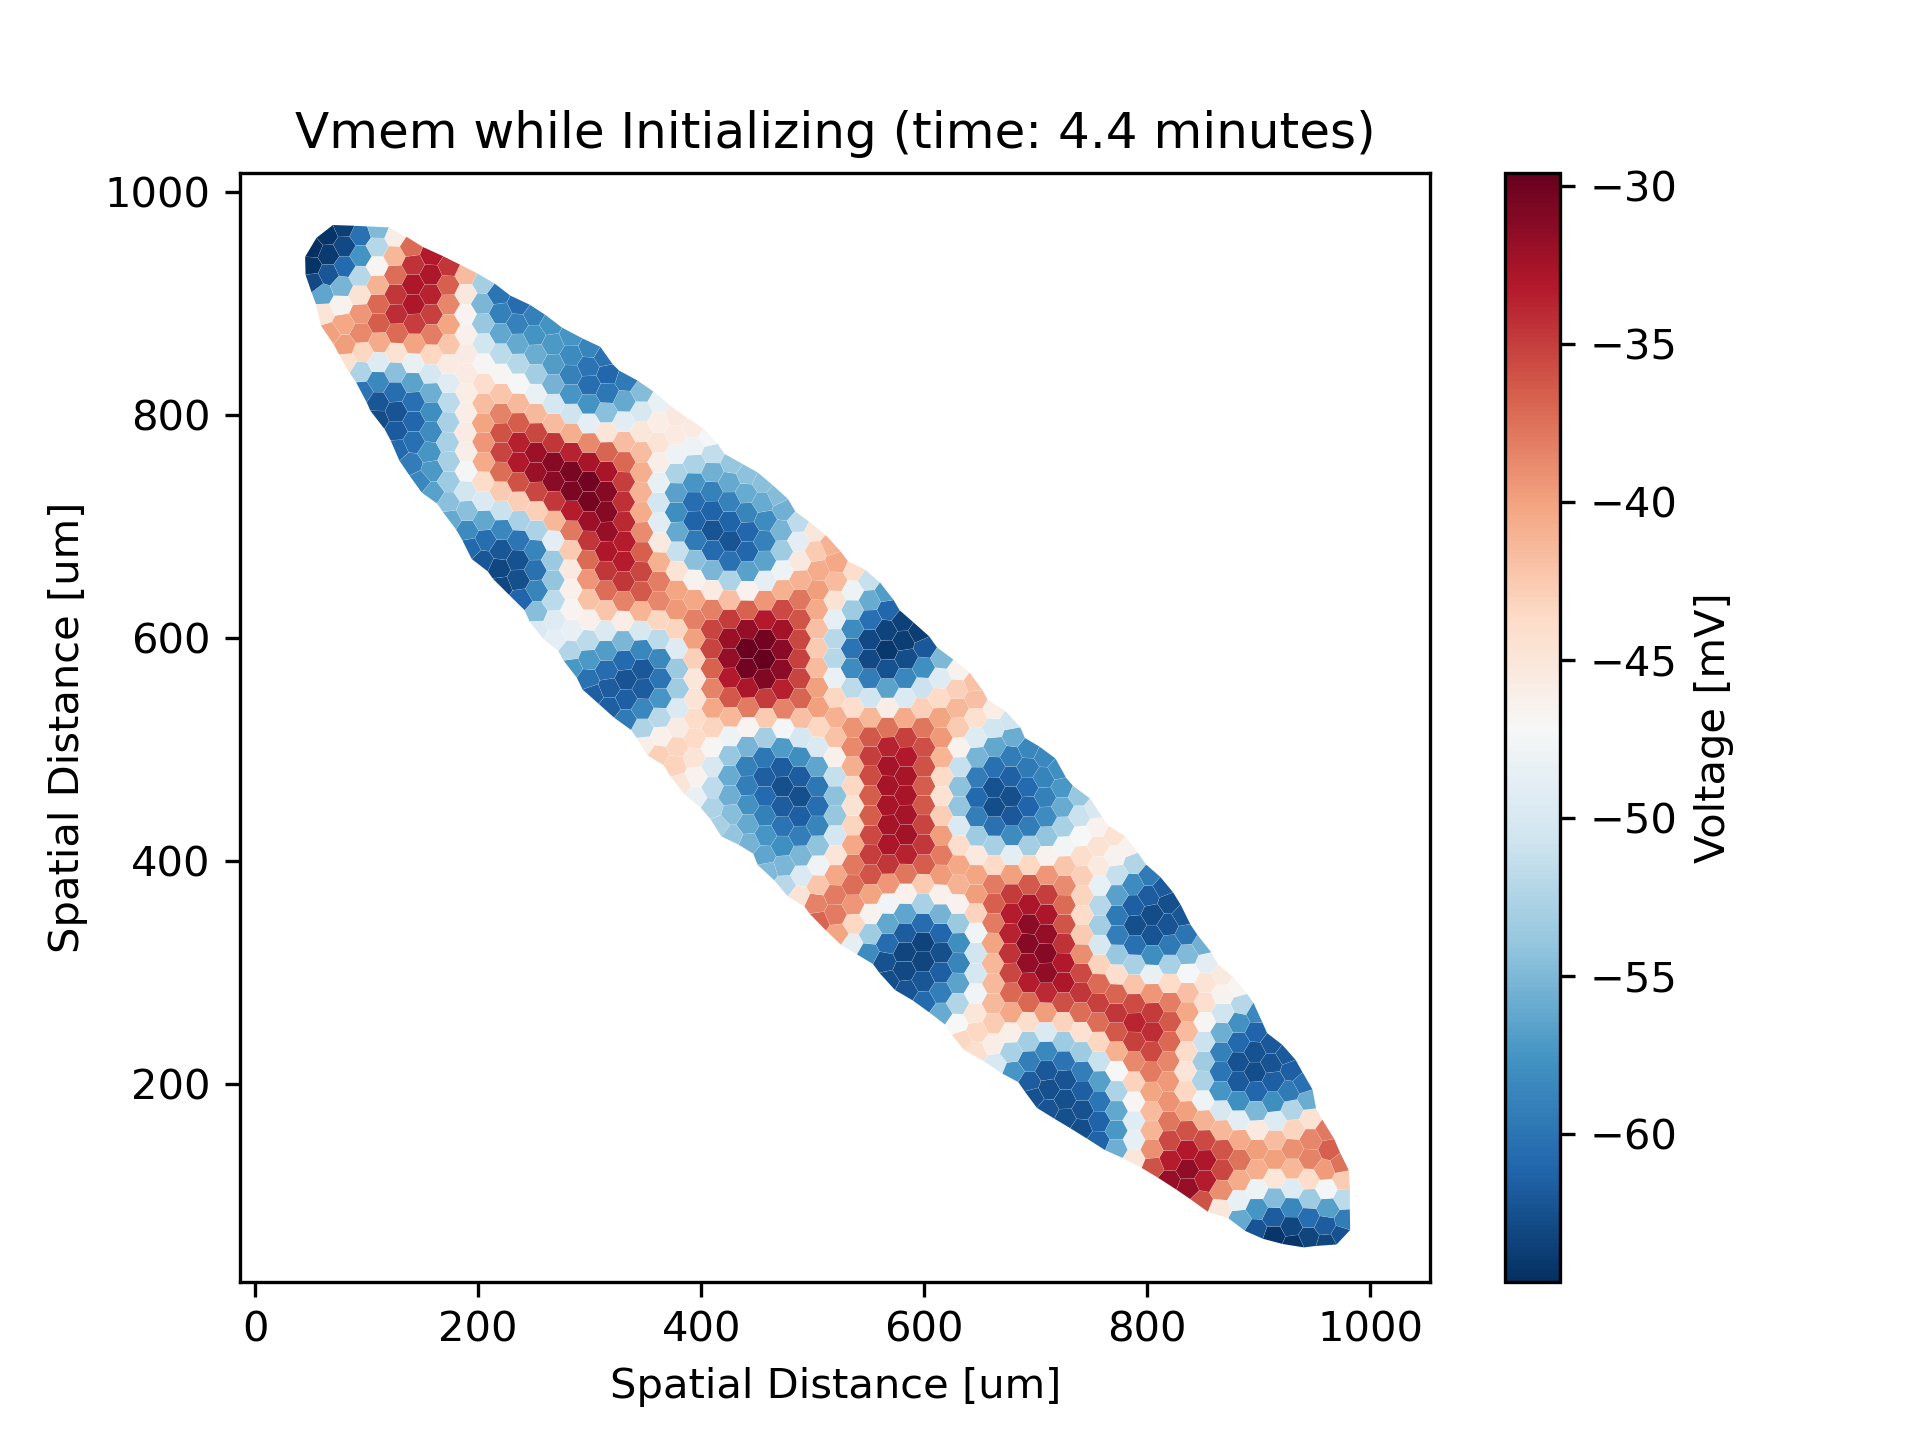 Vmem while Initializing (time: 4.4 minutes)
1000
800
600
400
200
Spatial Distance [um]
0 200 400 600 800 1000
Spatial Distance [um]
−30
−35
−40
−45
−50
−55
−60
Voltage [mV]